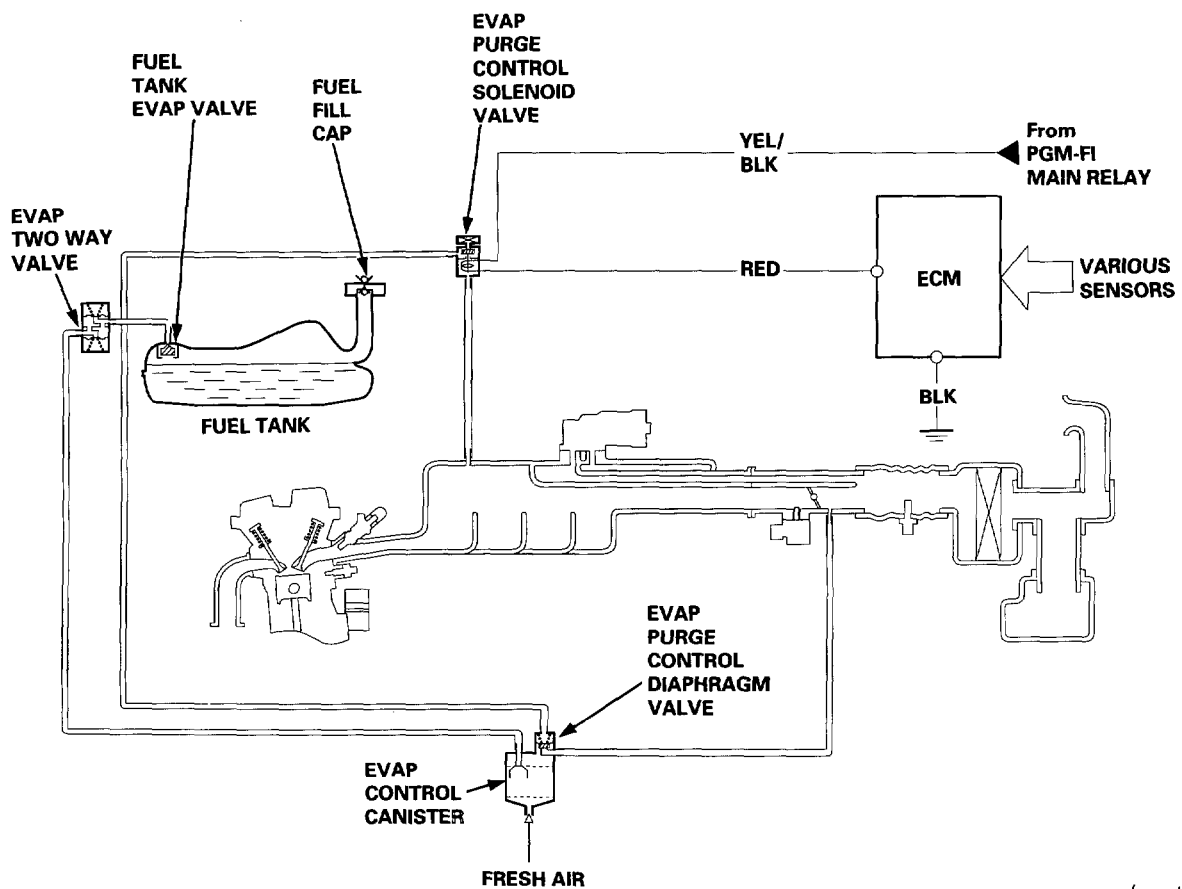 EVAP
PURGE
CONTROL
SOLENOID
VALVE
FUEL
TANK
EVAP VALVE
FUEL
FILL
CAP
YEL/
BLK
From
PGM-FI
MAIN RELAY
EVAP
TWO WAY
VALVE
RED
ECM
VARIOUS
SENSORS
BLK
FUEL TANK
EVAP
PURGE
CONTROL
DIAPHRAGM
VALVE
EVAP
CONTROL
CANISTER
FRESH AIR